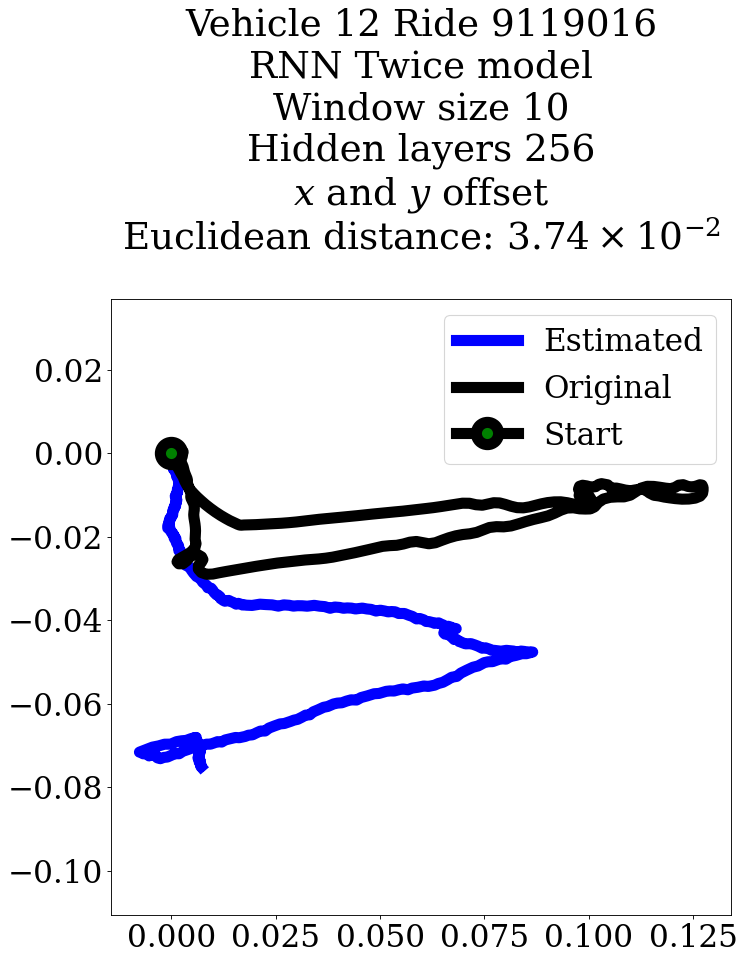 Vehicle 12 Ride 9119016
RNN Twice model
Window size 10
Hidden layers 256
x and y offset
Euclidean distance: 3.74 × 10⁻²
Estimated
Original
Start
0.02
0.00
−0.02
−0.04
−0.06
−0.08
−0.10
0.000 0.025 0.050 0.075 0.100 0.125